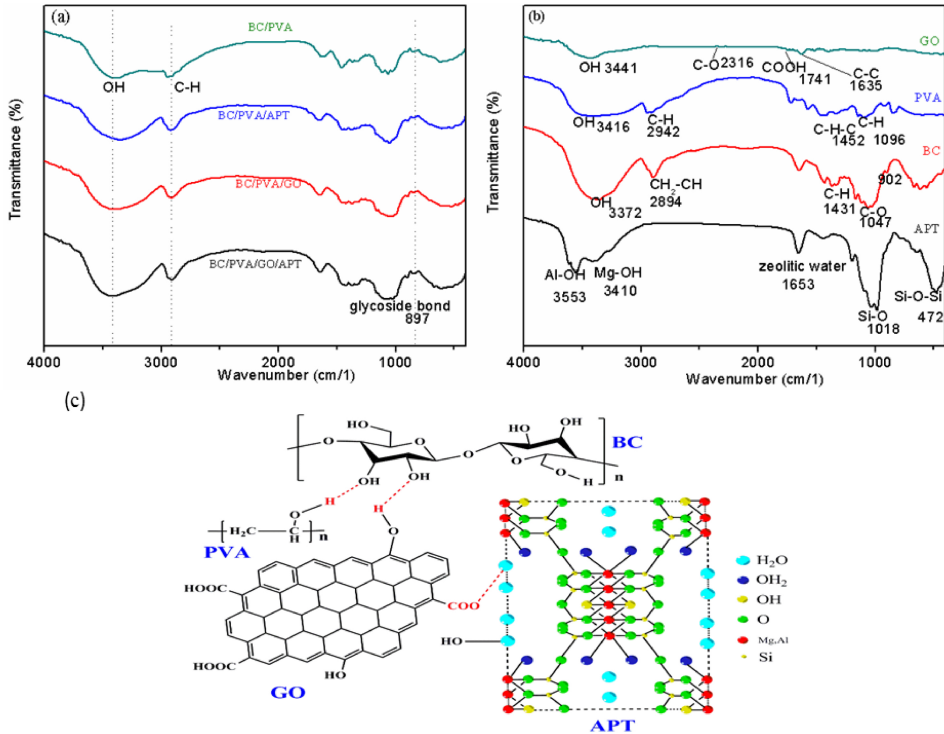 (a)
BC/PVA
OH
C-H
BC/PVA/APT
BC/PVA/GO
BC/PVA/GO/APT
glycoside bond
897
Transmittance (%)
4000 3000 2000 1000
Wavenumber (cm/1)
(b)
GO
OH 3441
C-O 2316
COOH
1741
C-C
1635
PVA
OH 3416
C-H
2942
C-H-C
1452
C-H
1096
BC
902
OH
3372
CH2-CH
2894
C-H
1431
C-O
1047
APT
Al-OH
3553
Mg-OH
3410
zeolitic water
1653
Si-O
1018
Si-O-Si
472
Transmittance (%)
4000 3000 2000 1000
Wavenumber (cm/1)
(c)
HO
OH
HO
OH
BC
O
O
O
O
O
OH
OH
O
H
n
O
H
H
H2C
C
H
n
PVA
O
HOOC
COO
HO
HOOC
HO
GO
APT
H2O
OH2
OH
O
Mg,Al
Si